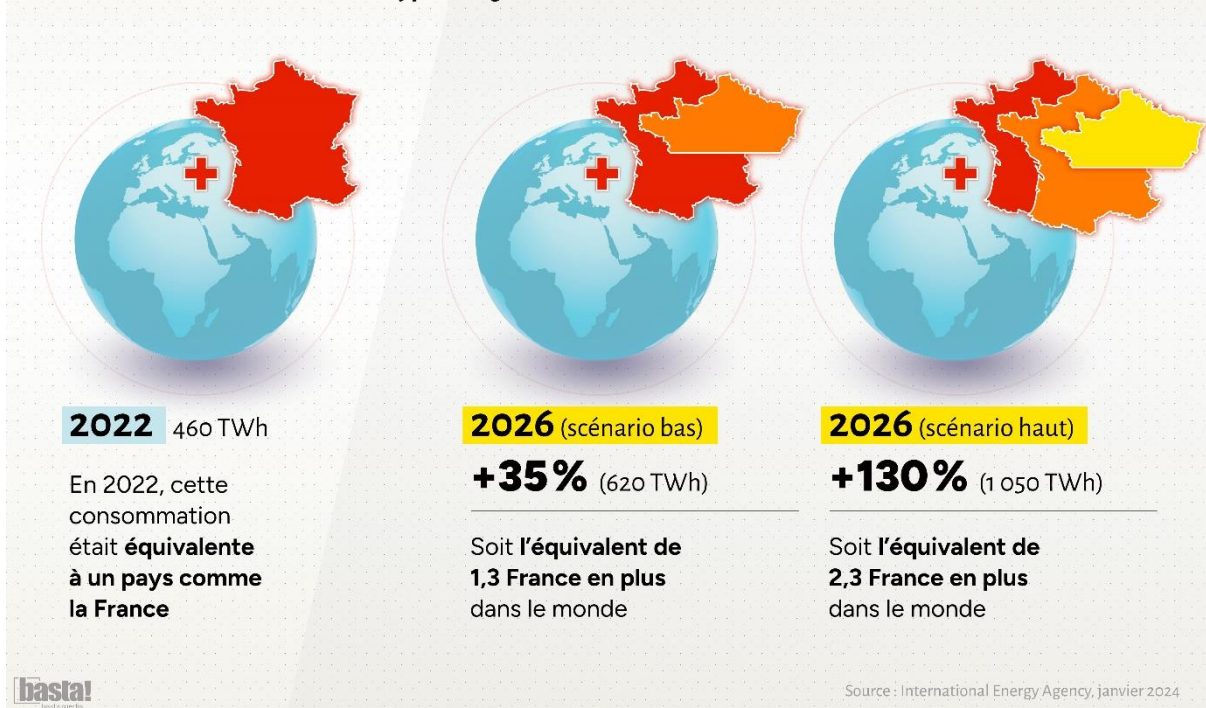 2022 460 TWh
En 2022, cette
consommation
était équivalente
à un pays comme
la France
2026 (scénario bas)
+35% (620 TWh)
Soit l'équivalent de
1,3 France en plus
dans le monde
2026 (scénario haut)
+130% (1 050 TWh)
Soit l'équivalent de
2,3 France en plus
dans le monde
basta!
Source : International Energy Agency, janvier 2024